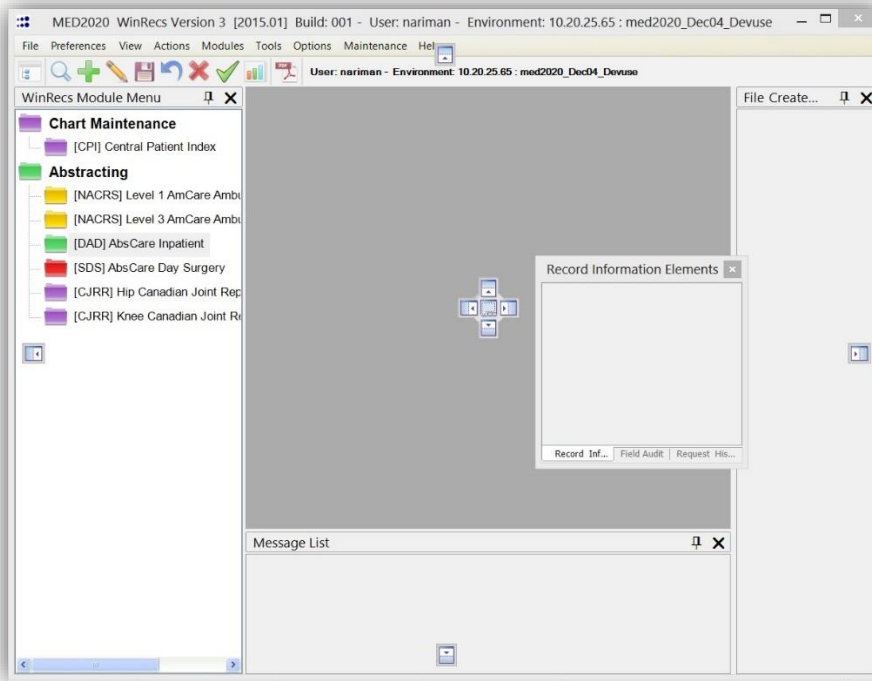 MED2020 WinRecs Version 3 [2015.01] Build: 001 - User: nariman - Environment: 10.20.25.65 : med2020_Dec04_Devuse
File Preferences View Actions Modules Tools Options Maintenance Hel
User: nariman - Environment: 10.20.25.65 : med2020_Dec04_Devuse
WinRecs Module Menu
Chart Maintenance
[CPI] Central Patient Index
Abstracting
[NACRS] Level 1 AmCare Ambu
[NACRS] Level 3 AmCare Ambu
[DAD] AbsCare Inpatient
[SDS] AbsCare Day Surgery
[CJRR] Hip Canadian Joint Rep
[CJRR] Knee Canadian Joint Re
Record Information Elements
Record Inf... Field Audit Request His...
Message List
File Create...